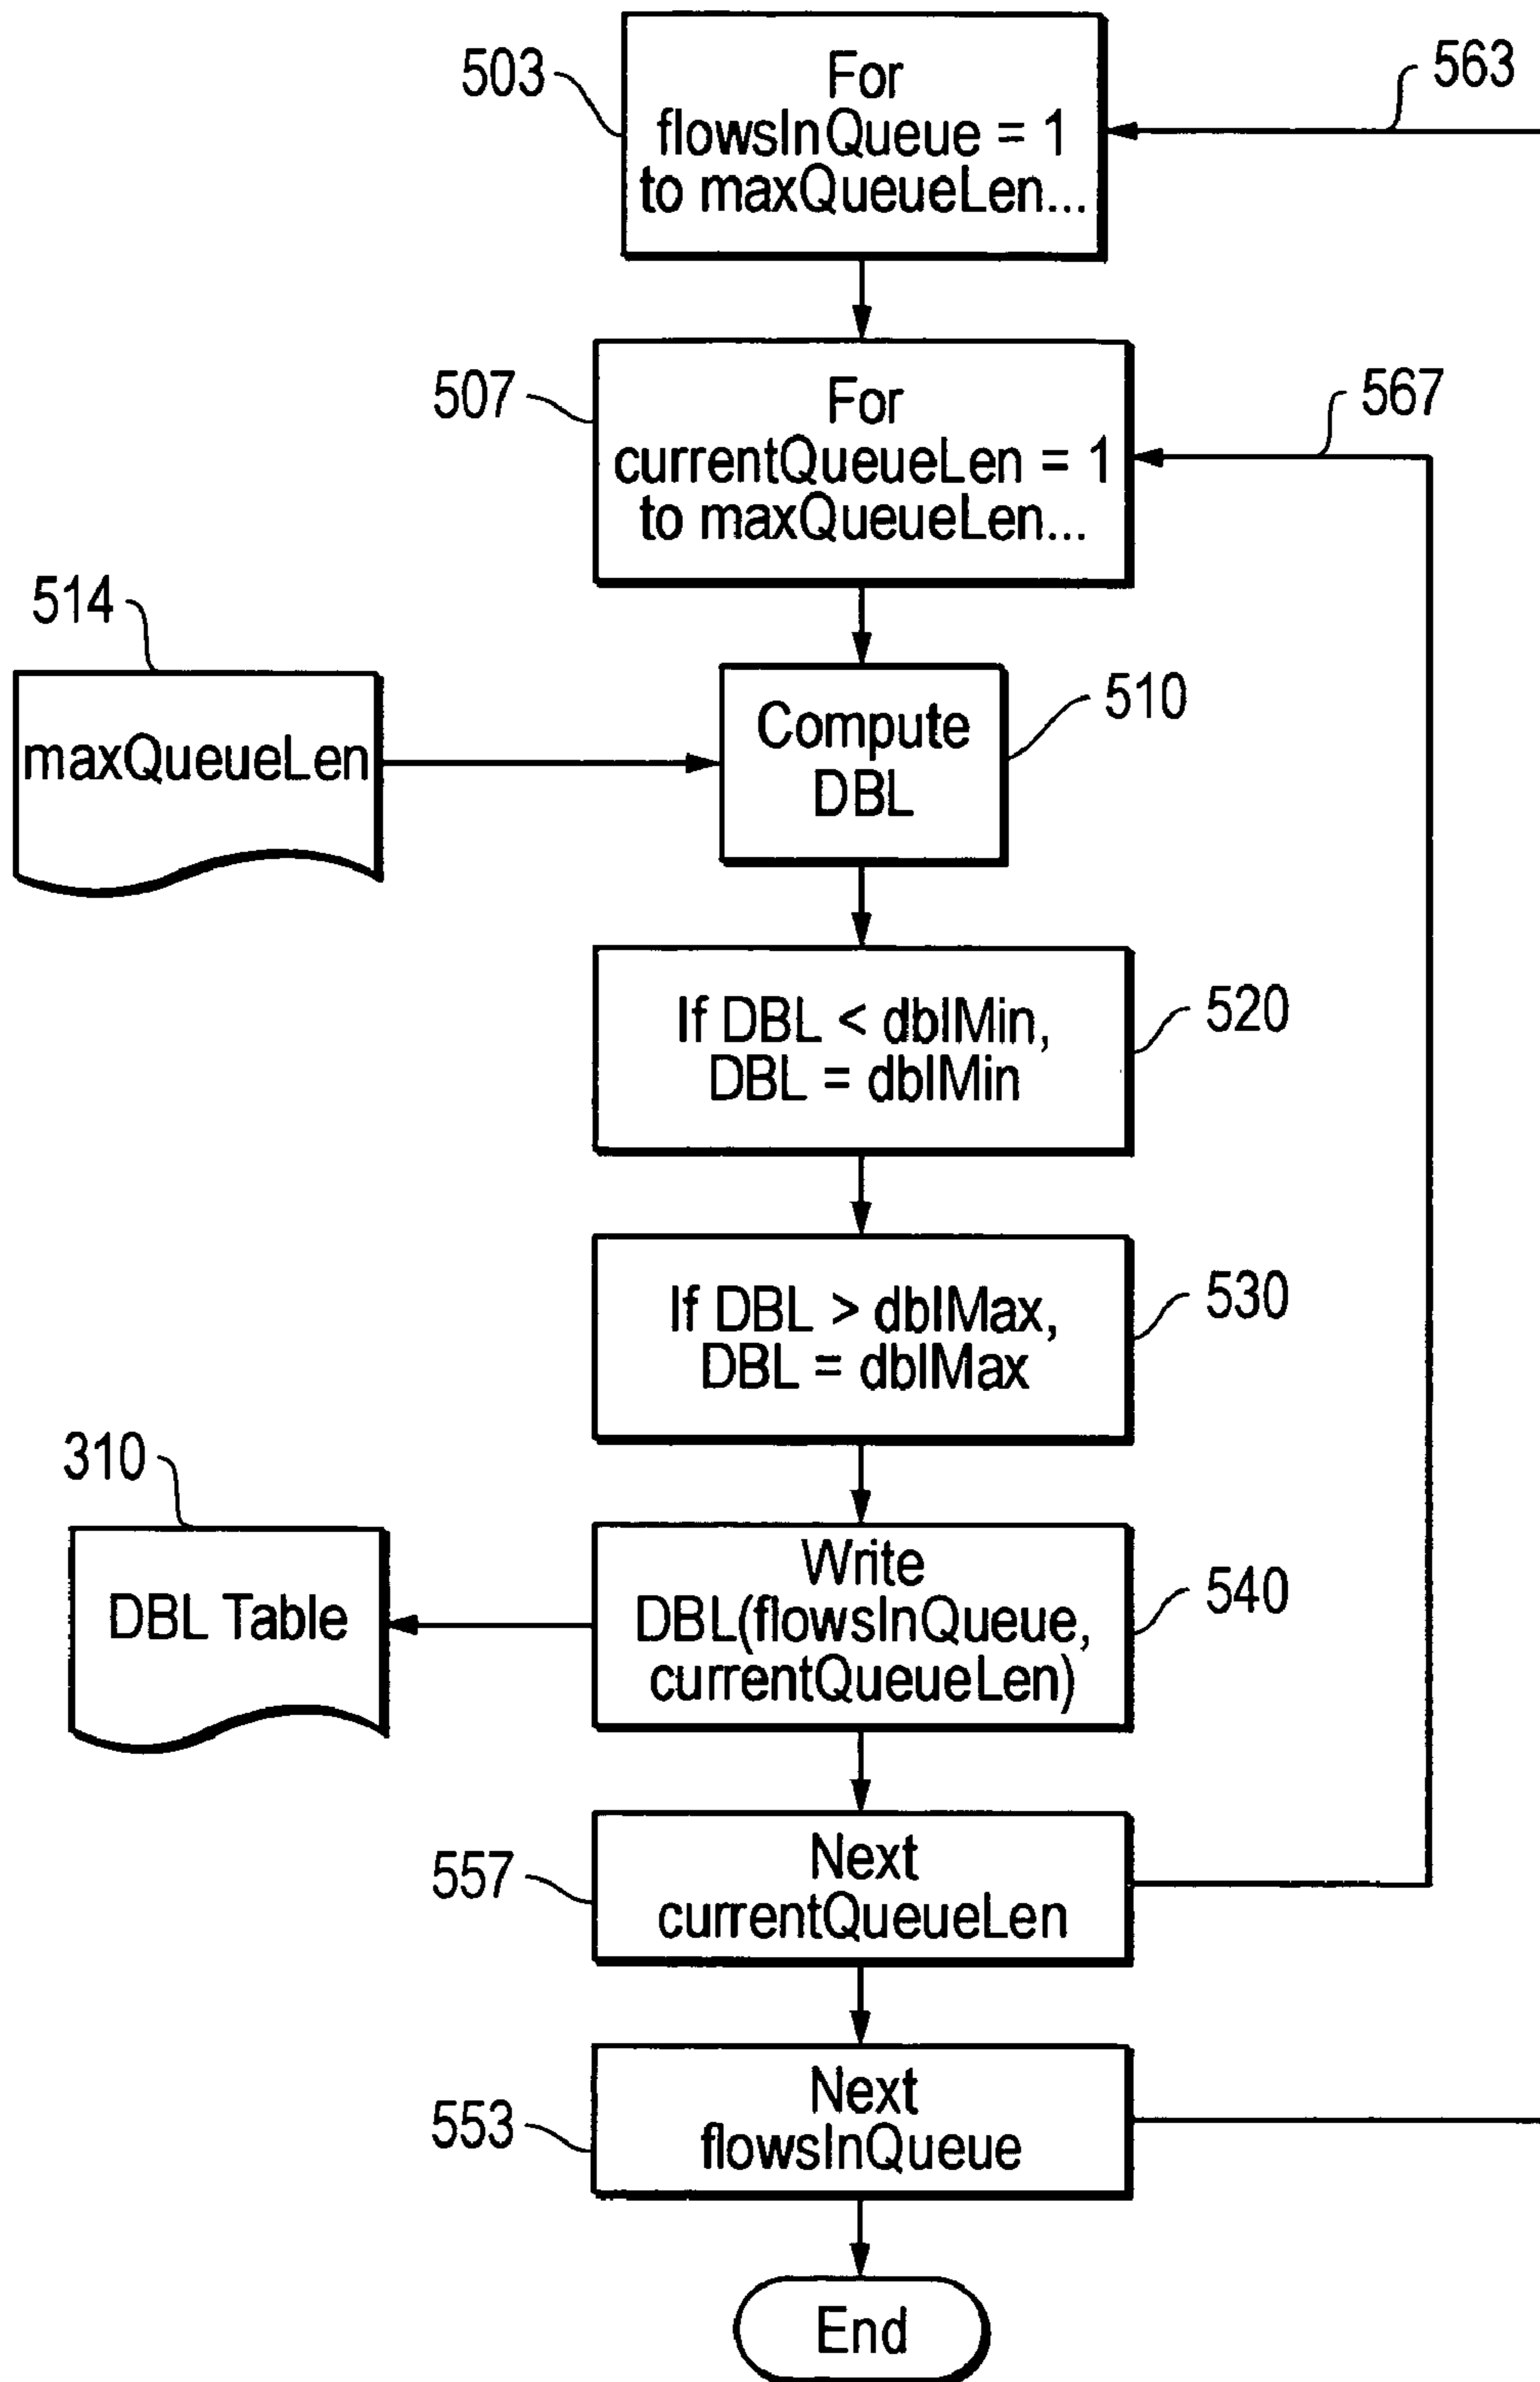 503
For
flowsInQueue = 1
to maxQueueLen...
563
507
For
currentQueueLen = 1
to maxQueueLen...
567
514
maxQueueLen
Compute
DBL
510
If DBL < dblMin,
DBL = dblMin
520
If DBL > dblMax,
DBL = dblMax
530
310
DBL Table
Write
DBL(flowsInQueue,
currentQueueLen)
540
557
Next
currentQueueLen
553
Next
flowsInQueue
End